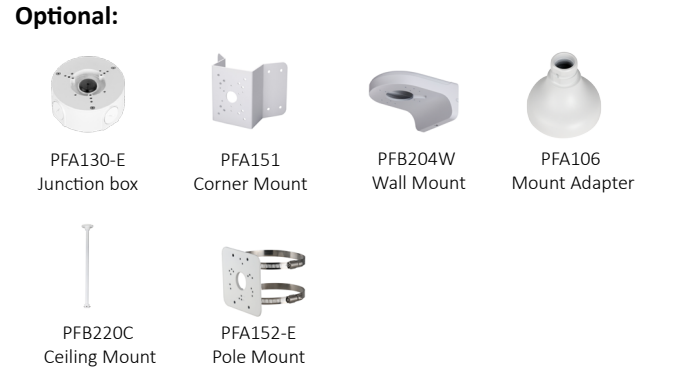 Optional:
PFA130-E
Junction box
PFA151
Corner Mount
PFB204W
Wall Mount
PFA106
Mount Adapter
PFB220C
Ceiling Mount
PFA152-E
Pole Mount